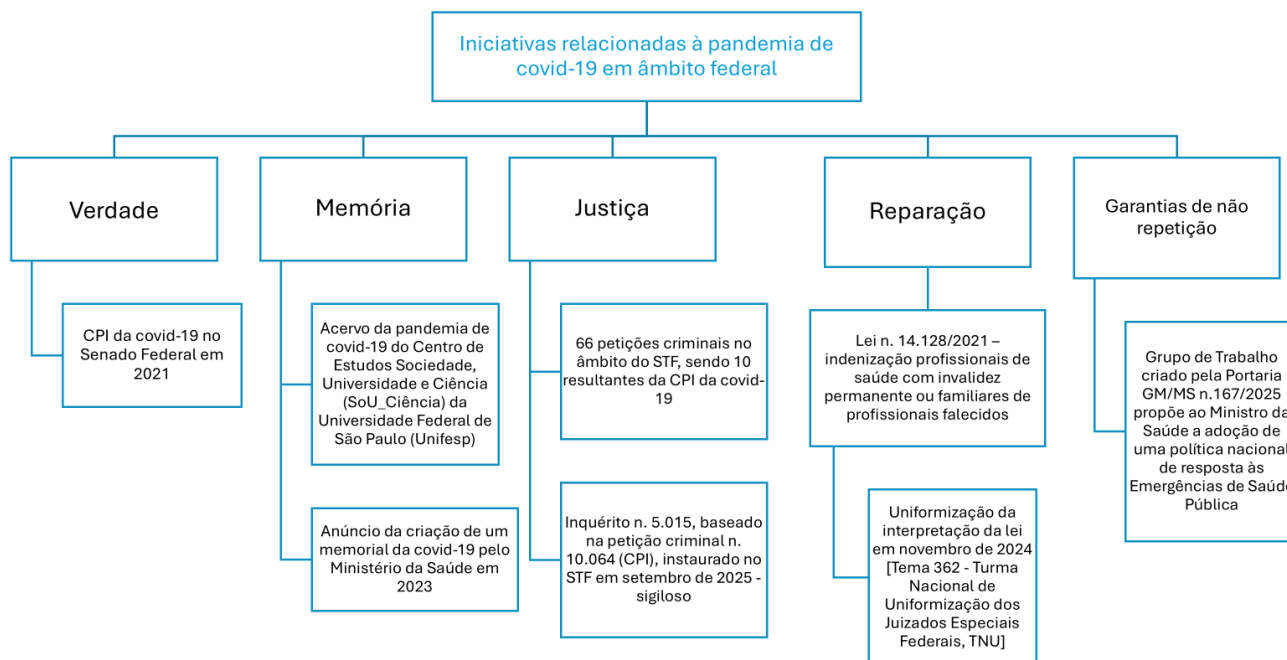 Iniciativas relacionadas à pandemia de
covid-19 em âmbito federal
Verdade
CPI da covid-19 no
Senado Federal em
2021
Memória
Acervo da pandemia de
covid-19 do Centro de
Estudos Sociedade,
Universidade e Ciência
(SoU_Ciência) da
Universidade Federal de
São Paulo (Unifesp)
Anúncio da criação de um
memorial da covid-19 pelo
Ministério da Saúde em
2023
Justiça
66 petições criminais no
âmbito do STF, sendo 10
resultantes da CPI da covid-
19
Inquérito n. 5.015, baseado
na petição criminal n.
10.064 (CPI), instaurado no
STF em setembro de 2025 -
sigiloso
Reparação
Lei n. 14.128/2021 –
indenização profissionais de
saúde com invalidez
permanente ou familiares de
profissionais falecidos
Uniformização da
interpretação da lei
em novembro de 2024
[Tema 362 - Turma
Nacional de
Uniformização dos
Juizados Especiais
Federais, TNU]
Garantias de não
repetição
Grupo de Trabalho
criado pela Portaria
GM/MS n.167/2025
propõe ao Ministro da
Saúde a adoção de
uma política nacional
de resposta às
Emergências de Saúde
Pública